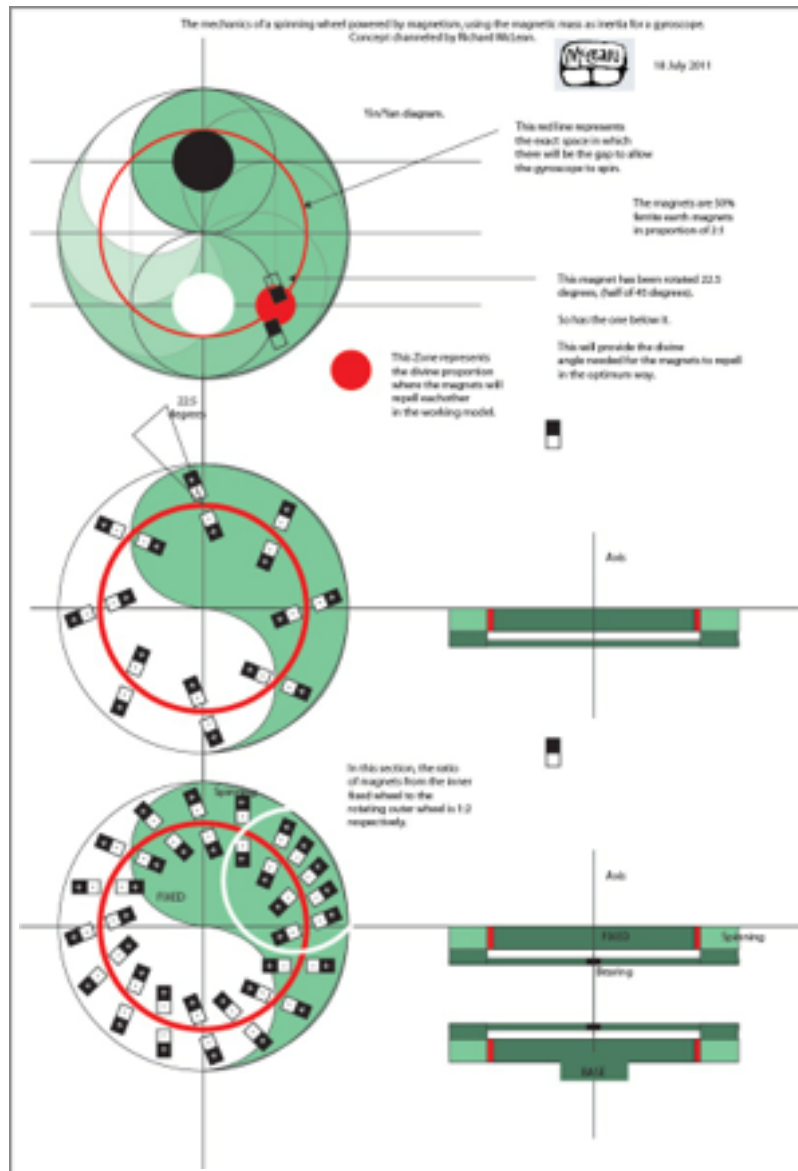 The mechanics of a spinning wheel powered by magnetism, using the magnetic mass as inertia for a gyroscope.
Concept channeled by Richard McLean.
McLean
18 July 2011
Yin/Yan diagram.
This red line represents
the exact space in which
there will be the gap to allow
the gyroscope to spin.
The magnets are 50%
ferrite earth magnets
in proportion of 2:1
This magnet has been rotated 22.5
degrees, (half of 45 degrees).
So has the one below it.
This will provide the divine
angle needed for the magnets to repell
in the optimum way.
This Zone represents
the divine proportion
where the magnets will
repell eachother
in the working model.
22.5
degrees
Axis
In this section, the ratio
of magnets from the inner
fixed wheel to the
rotating outer wheel is 1:2
respectively.
Spinning
FIXED
Axis
FIXED
Spinning
Bearing
BASE